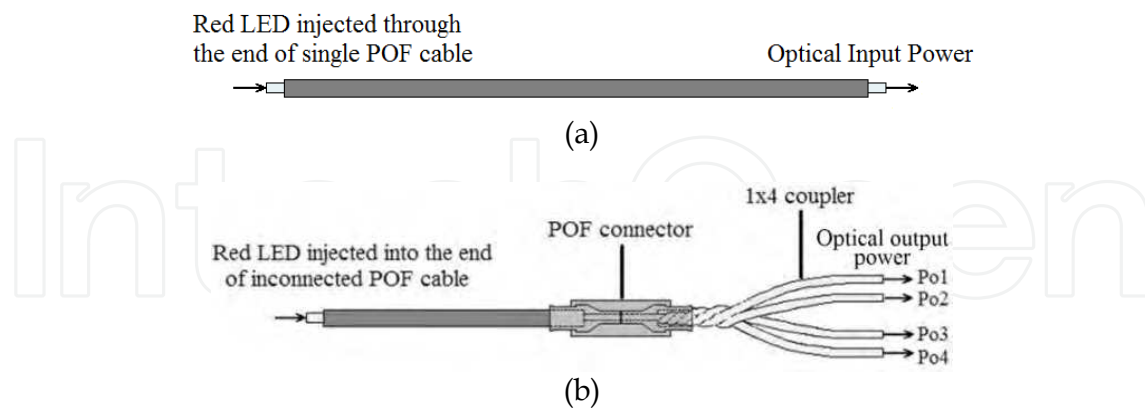 Red LED injected through
the end of single POF cable
Optical Input Power
(a)
IntechOpen
1x4 coupler
POF connector
Optical output
power
Red LED injected into the end
of inconnected POF cable
Po1
Po2
Po3
Po4
(b)